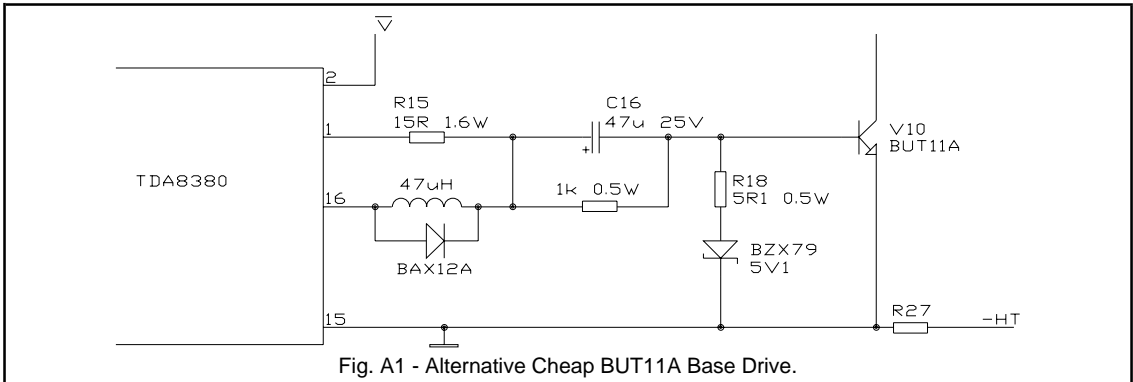 V
2
R15
15R 1.6W
C16
47u 25V
+
1
V10
BUT11A
TDA8380
47uH
1k 0.5W
R18
5R1 0.5W
16
BAX12A
BZX79
5V1
15
R27
-HT
Fig. A1 - Alternative Cheap BUT11A Base Drive.